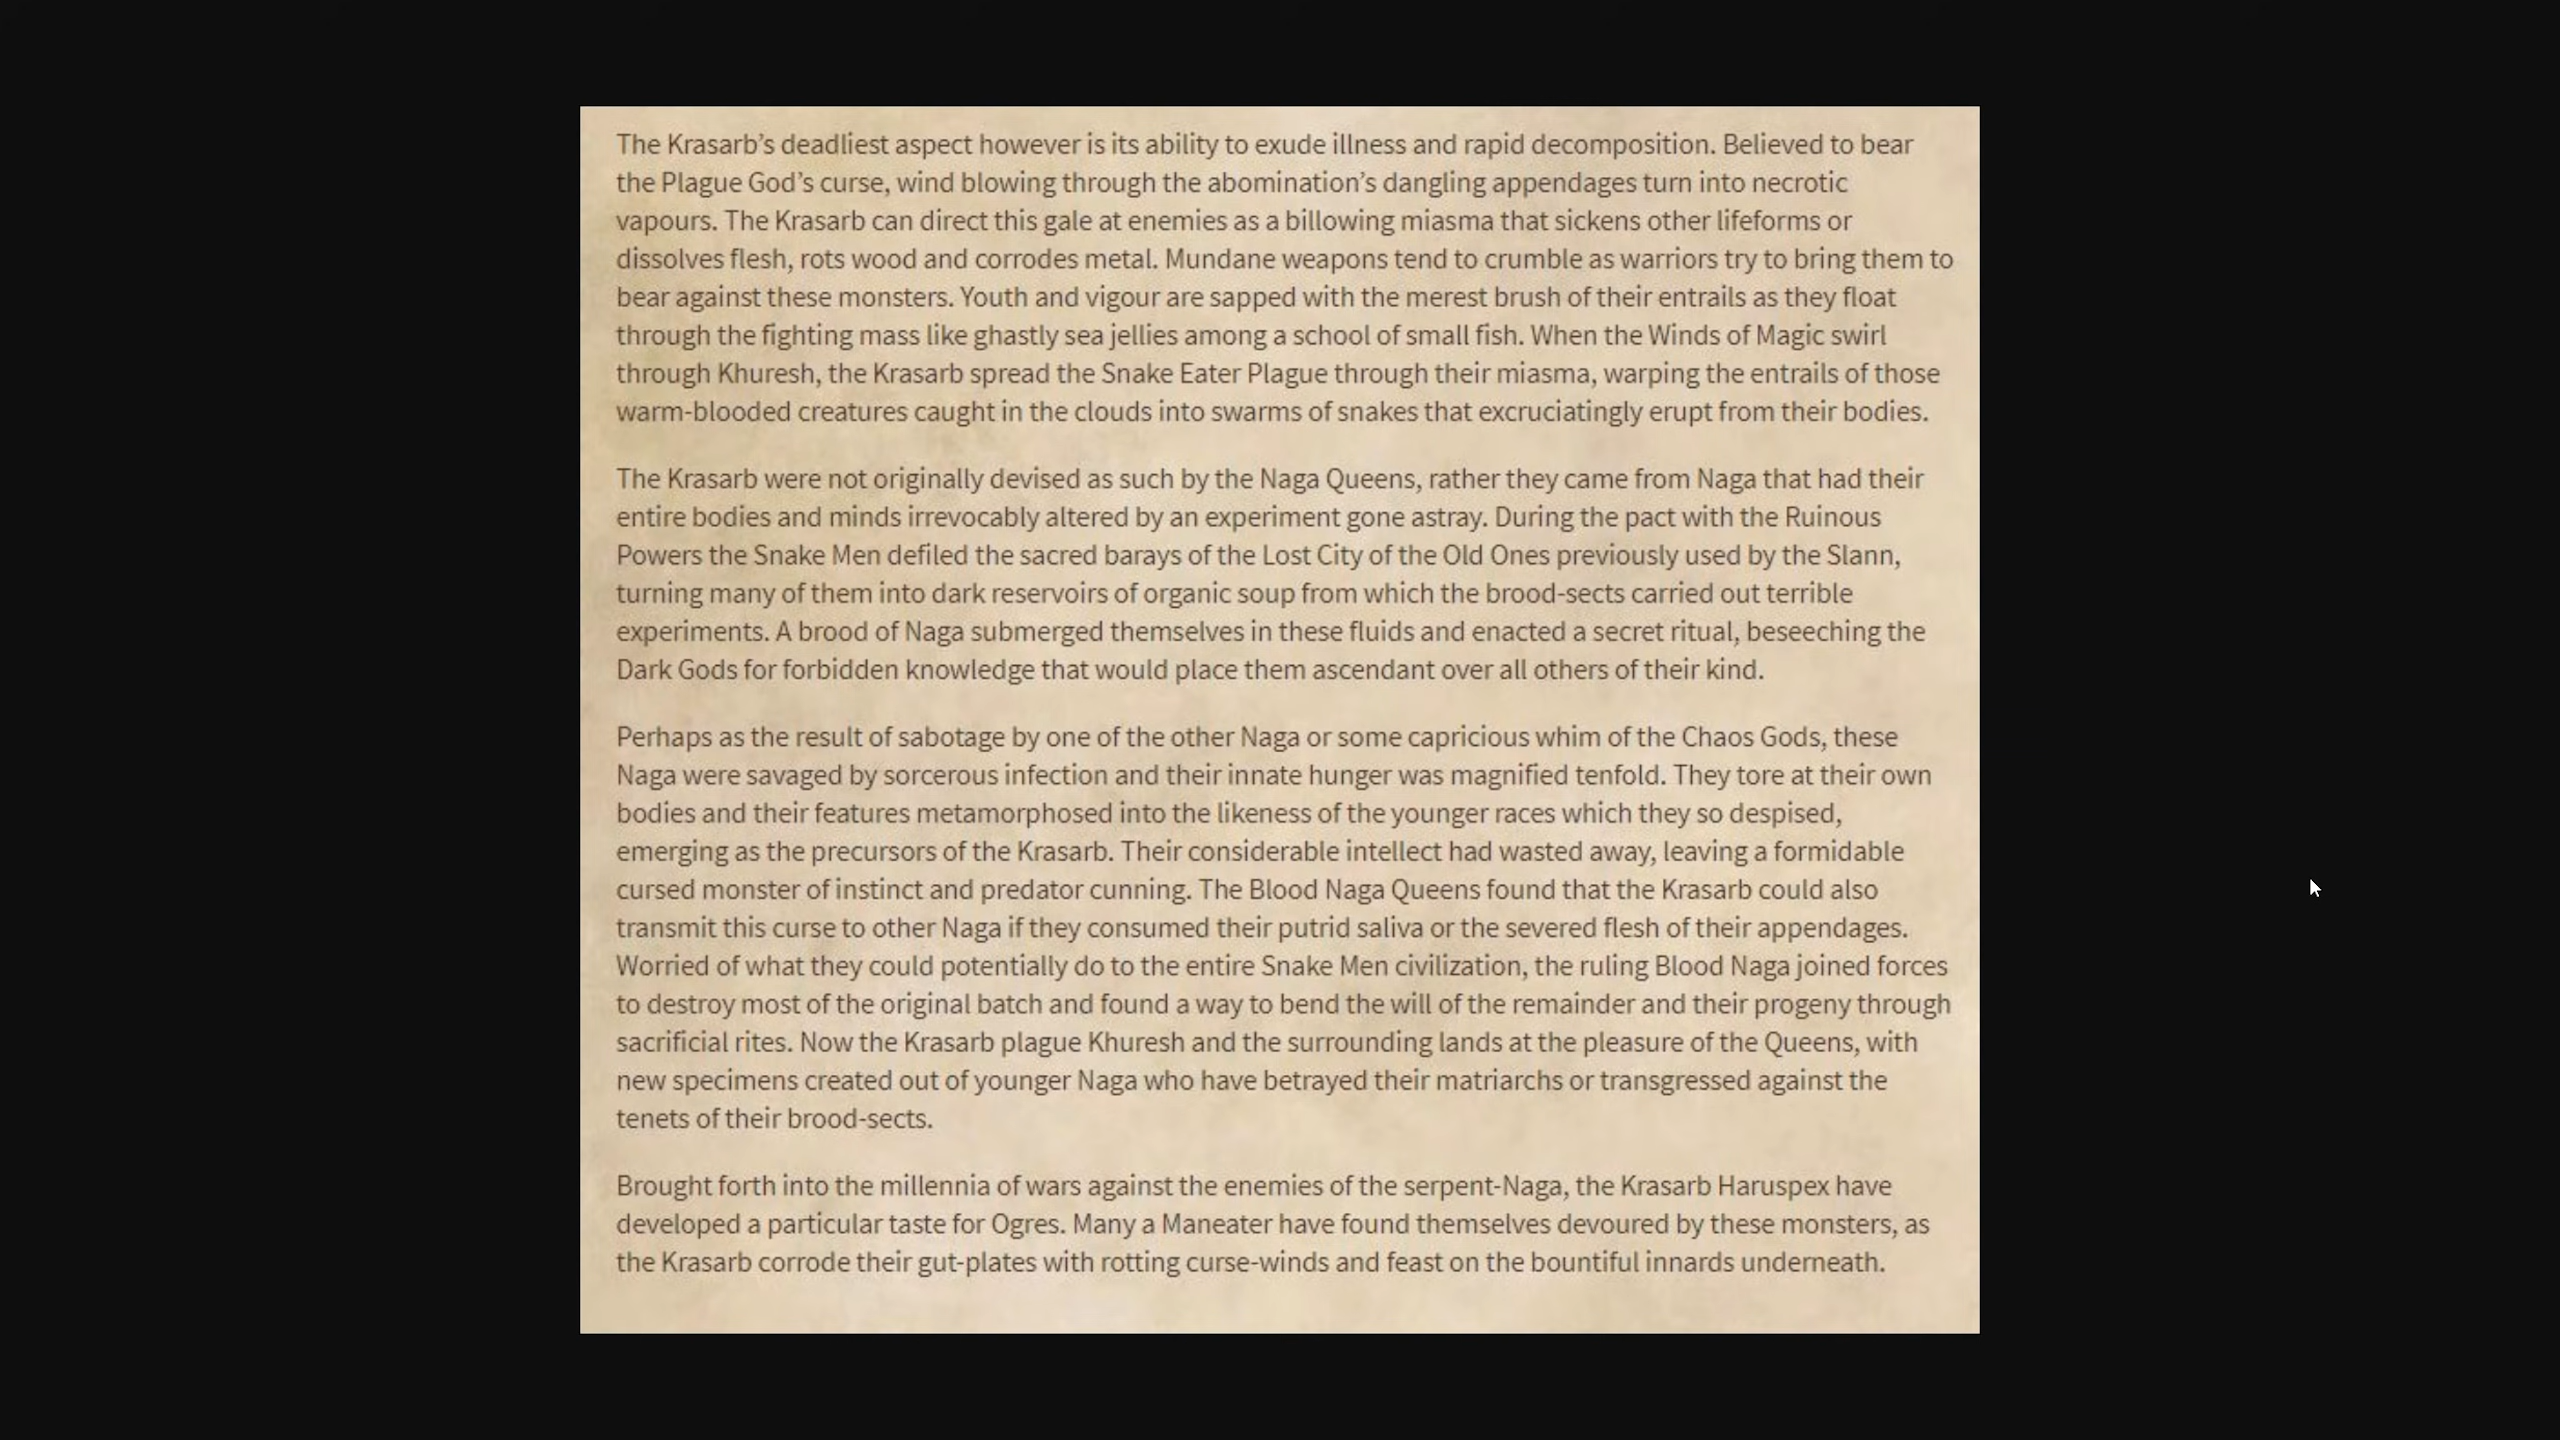 The Krasarb’s deadliest aspect however is its ability to exude illness and rapid decomposition. Believed to bear
the Plague God’s curse, wind blowing through the abomination’s dangling appendages turn into necrotic
vapours. The Krasarb can direct this gale at enemies as a billowing miasma that sickens other lifeforms or
dissolves flesh, rots wood and corrodes metal. Mundane weapons tend to crumble as warriors try to bring them to
bear against these monsters. Youth and vigour are sapped with the merest brush of their entrails as they float
through the fighting mass like ghastly sea jellies among a school of small fish. When the Winds of Magic swirl
through Khuresh, the Krasarb spread the Snake Eater Plague through their miasma, warping the entrails of those
warm-blooded creatures caught in the clouds into swarms of snakes that excruciatingly erupt from their bodies.
The Krasarb were not originally devised as such by the Naga Queens, rather they came from Naga that had their
entire bodies and minds irrevocably altered by an experiment gone astray. During the pact with the Ruinous
Powers the Snake Men defiled the sacred barays of the Lost City of the Old Ones previously used by the Slann,
turning many of them into dark reservoirs of organic soup from which the brood-sects carried out terrible
experiments. A brood of Naga submerged themselves in these fluids and enacted a secret ritual, beseeching the
Dark Gods for forbidden knowledge that would place them ascendant over all others of their kind.
Perhaps as the result of sabotage by one of the other Naga or some capricious whim of the Chaos Gods, these
Naga were savaged by sorcerous infection and their innate hunger was magnified tenfold. They tore at their own
bodies and their features metamorphosed into the likeness of the younger races which they so despised,
emerging as the precursors of the Krasarb. Their considerable intellect had wasted away, leaving a formidable
cursed monster of instinct and predator cunning. The Blood Naga Queens found that the Krasarb could also
transmit this curse to other Naga if they consumed their putrid saliva or the severed flesh of their appendages.
Worried of what they could potentially do to the entire Snake Men civilization, the ruling Blood Naga joined forces
to destroy most of the original batch and found a way to bend the will of the remainder and their progeny through
sacrificial rites. Now the Krasarb plague Khuresh and the surrounding lands at the pleasure of the Queens, with
new specimens created out of younger Naga who have betrayed their matriarchs or transgressed against the
tenets of their brood-sects.
Brought forth into the millennia of wars against the enemies of the serpent-Naga, the Krasarb Haruspex have
developed a particular taste for Ogres. Many a Maneater have found themselves devoured by these monsters, as
the Krasarb corrode their gut-plates with rotting curse-winds and feast on the bountiful innards underneath.